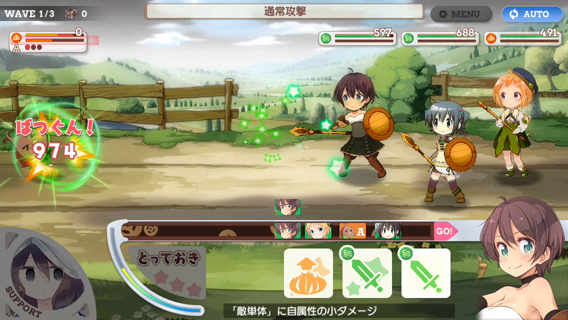 WAVE 1/3 0
通常攻撃
MENU
AUTO
0
A
597
688
491
ばつぐん!
974
A
GO!
とっておき
SUPPORT
「敵単体」に自属性の小ダメージ